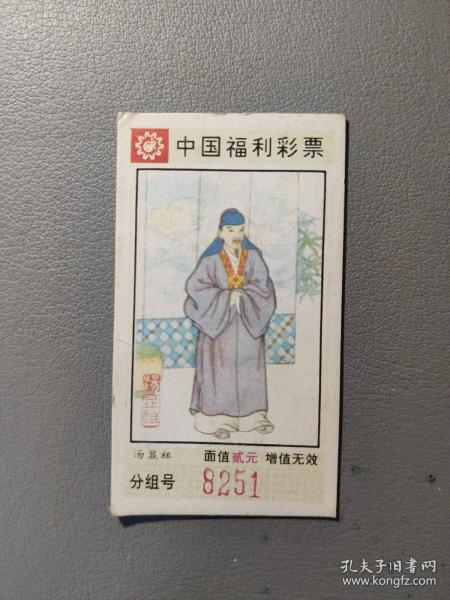 中国福利彩票
汤显祖
汤显祖
面值贰元 增值无效
分组号 8251
孔夫子旧书网
www.kongfz.com